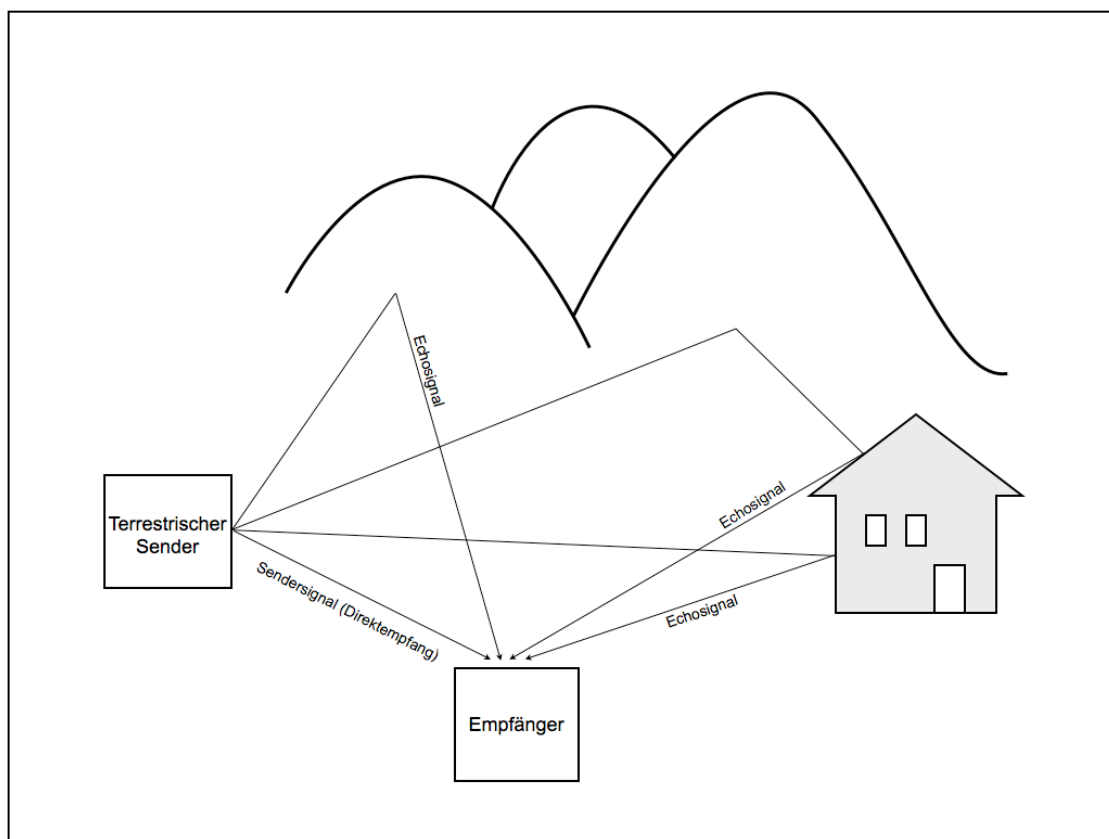 Echosignal
Terrestrischer
Sender
Echosignal
Sendersignal (Direktempfang)
Echosignal
Empfänger